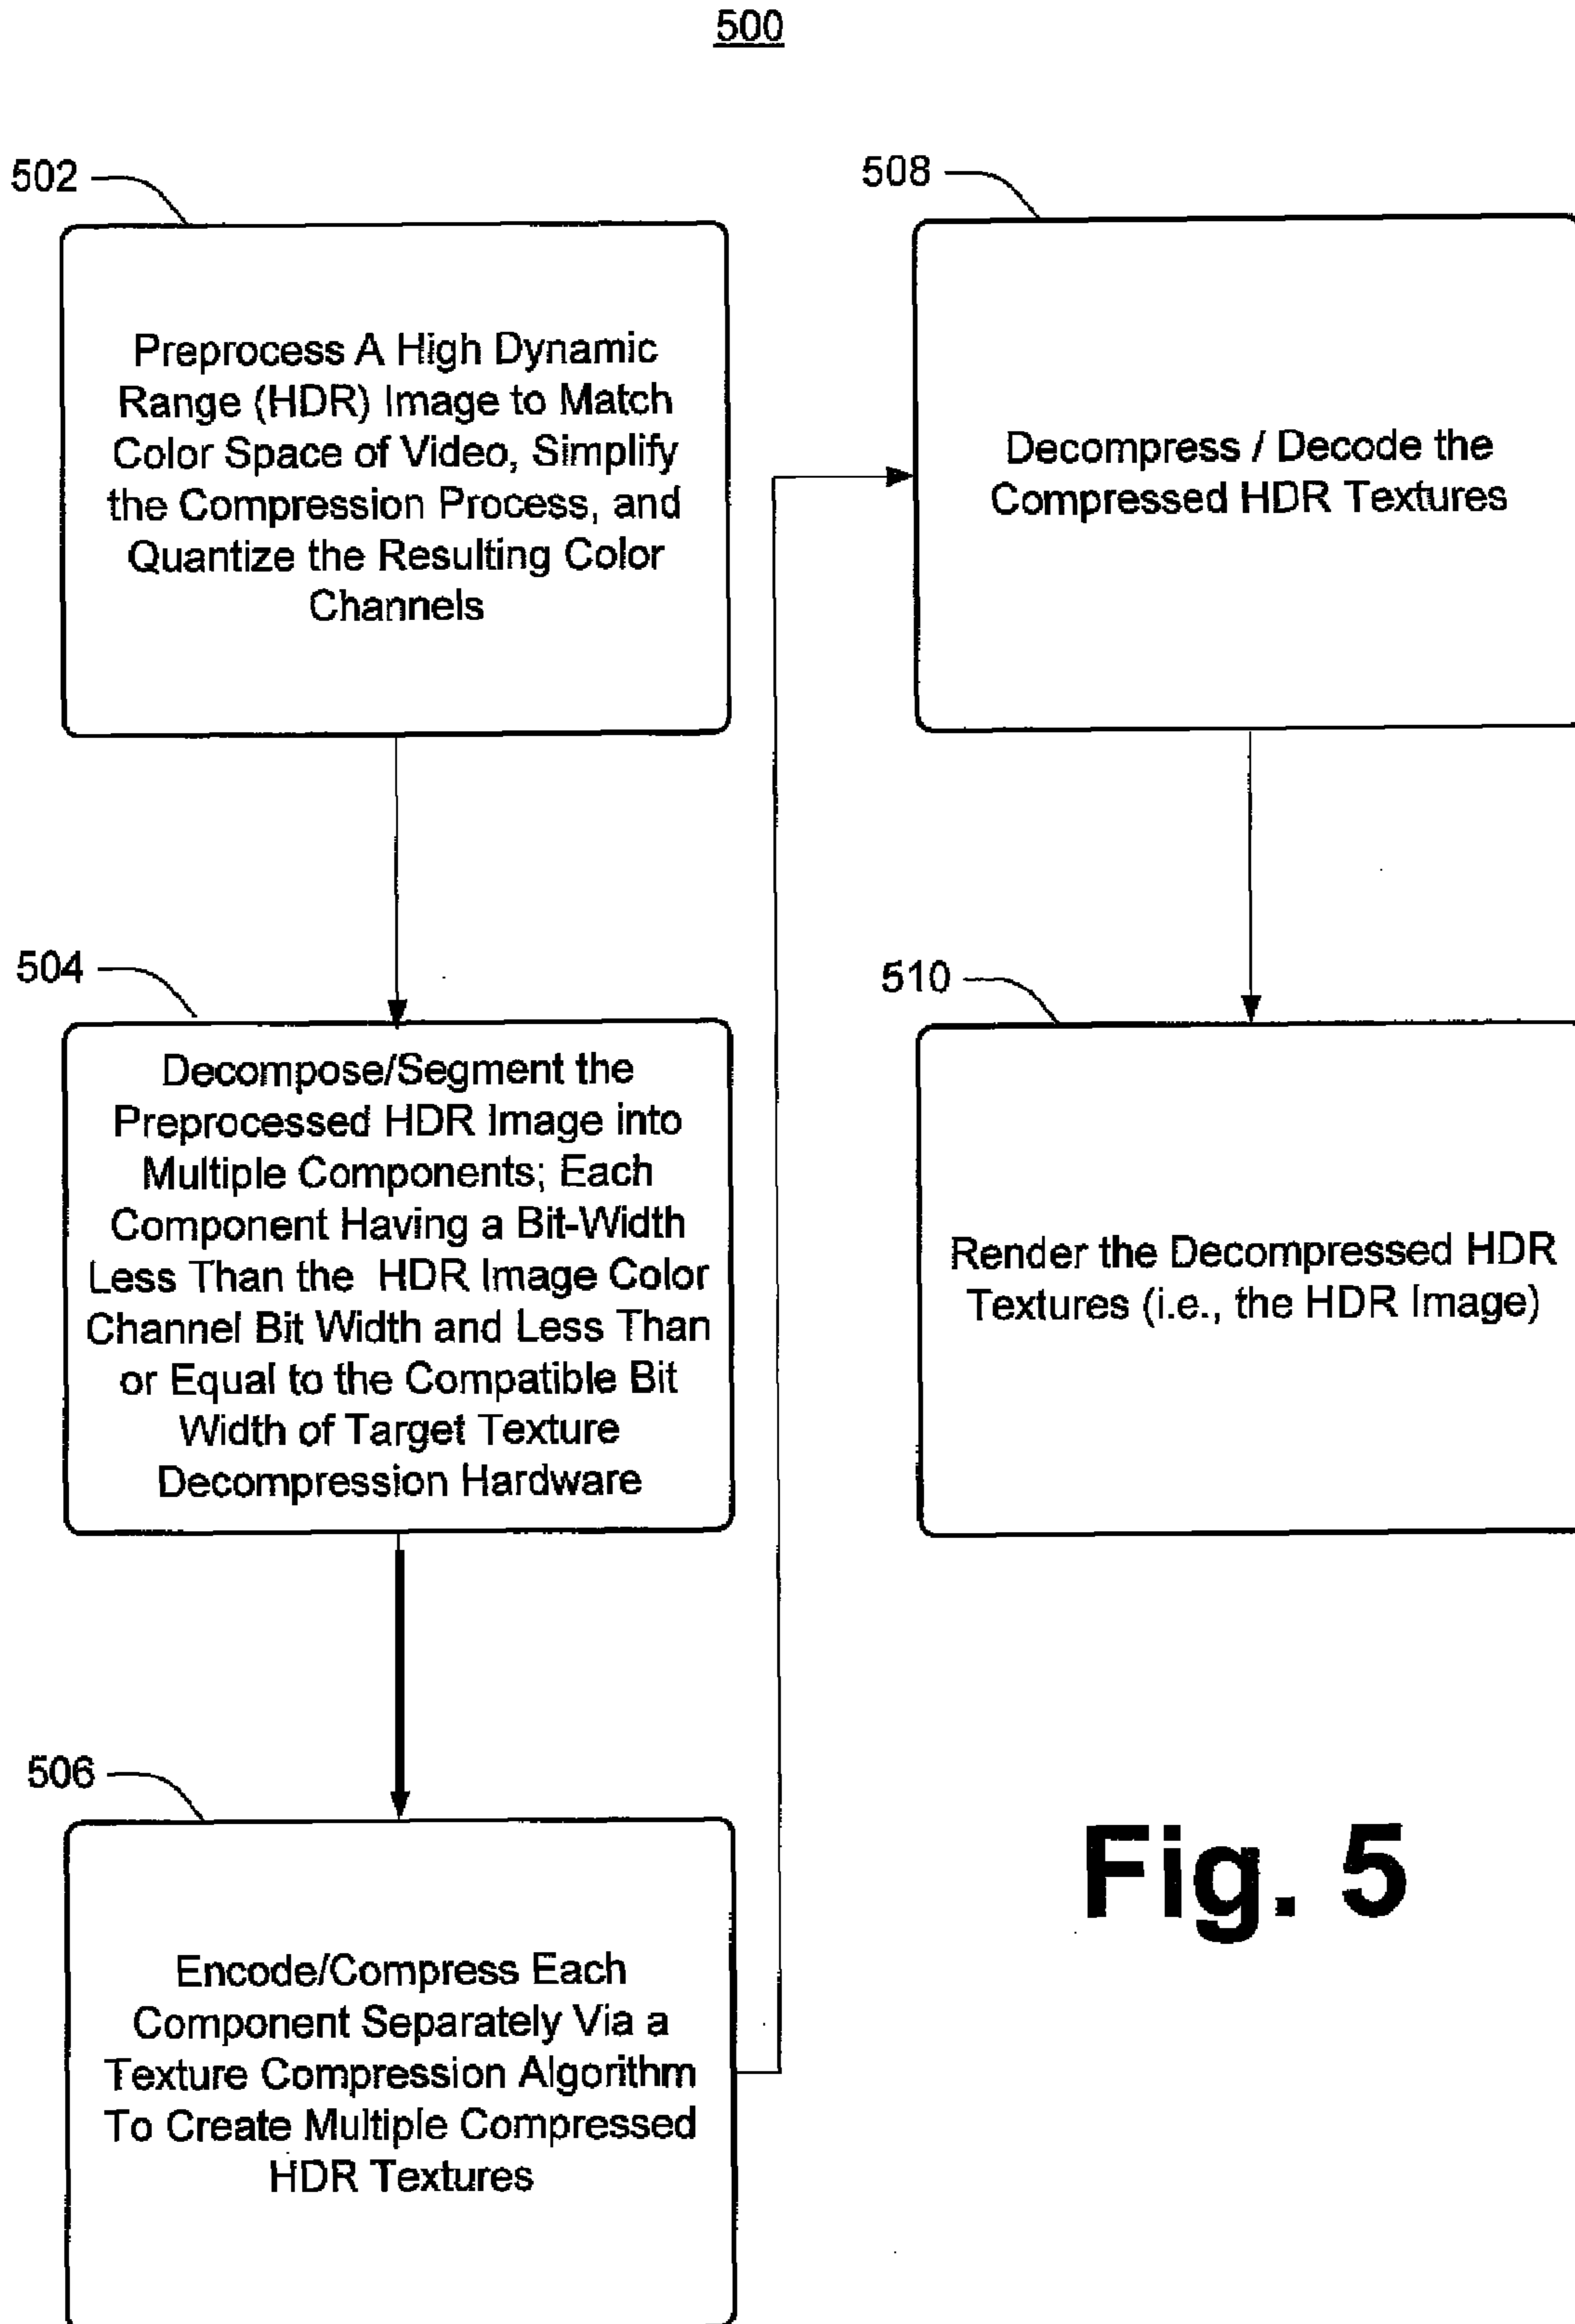 500
502
Preprocess A High Dynamic
Range (HDR) Image to Match
Color Space of Video, Simplify
the Compression Process, and
Quantize the Resulting Color
Channels
504
Decompose/Segment the
Preprocessed HDR Image into
Multiple Components; Each
Component Having a Bit-Width
Less Than the HDR Image Color
Channel Bit Width and Less Than
or Equal to the Compatible Bit
Width of Target Texture
Decompression Hardware
506
Encode/Compress Each
Component Separately Via a
Texture Compression Algorithm
To Create Multiple Compressed
HDR Textures
508
Decompress / Decode the
Compressed HDR Textures
510
Render the Decompressed HDR
Textures (i.e., the HDR Image)
Fig. 5